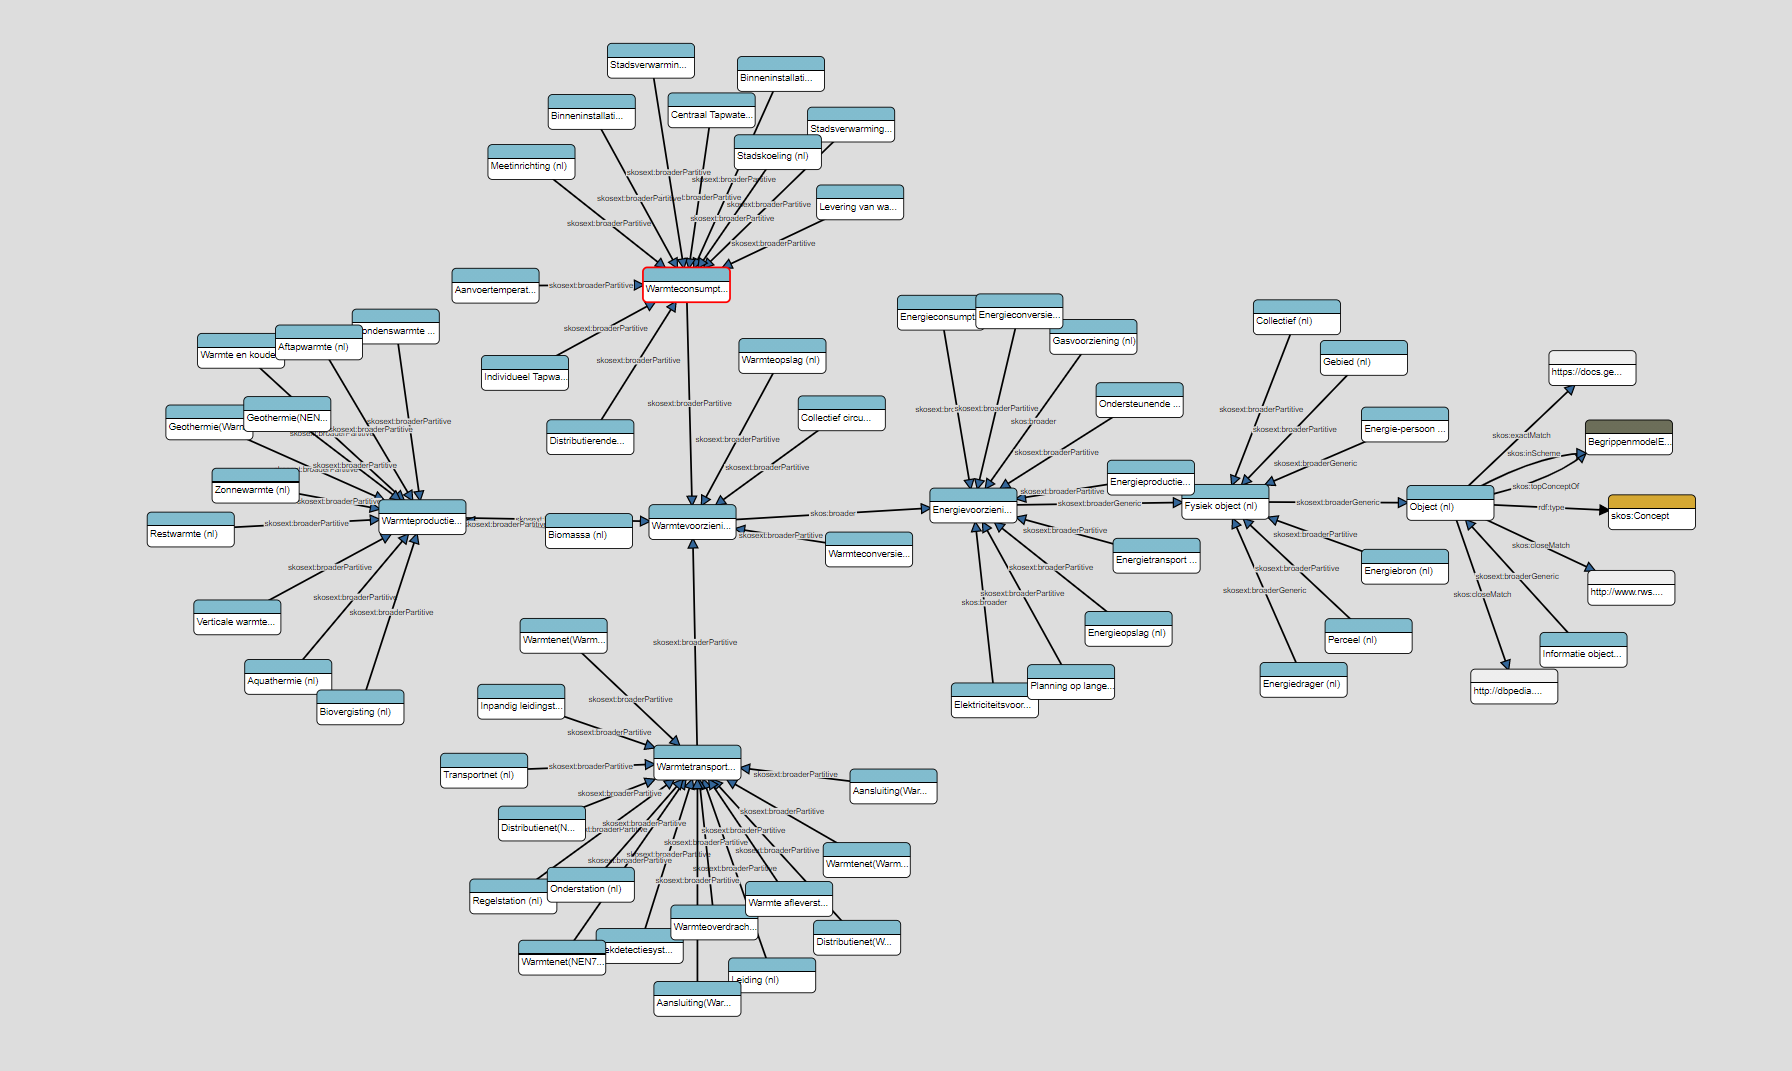 Stadsverwarmin...
Binneninstallati...
Binneninstallati...
Centraal Tapwate...
Stadsverwarming...
Stadskoeling (nl)
Meetinrichting (nl)
Levering van wa...
skosext:broaderPartitive
skosext:broaderPartitive
skosext:broaderPartitive
skosext:broaderPartitive
skosext:broaderPartitive
skosext:broaderPartitive
skosext:broaderPartitive
Aanvoertemperat...
skosext:broaderPartitive
Warmteconsumpt...
skosext:broaderPartitive
Individueel Tapwa...
skosext:broaderPartitive
Distributierende...
skosext:broaderPartitive
Warmteopslag (nl)
skosext:broaderPartitive
Collectief circu...
skosext:broaderPartitive
Warmte en koude
Aftapwarmte (nl)
ondenswarmte ...
Geothermie(Warn
Geothermie(NEN...
skosext:broaderPartitive
skosext:broaderPartitive
skosext:broaderPartitive
Zonnewarmte (nl)
skosext:broaderPartitive
Restwarmte (nl)
skosext:broaderPartitive
Warmteproductie...
skosext:broaderPartitive
Biomassa (nl)
Warmtevoorzieni...
skosext:broaderPartitive
Warmteconversie...
skosext:broaderPartitive
Verticale warmte...
skosext:broaderPartitive
Aquathermie (nl)
skosext:broaderPartitive
Biovergisting (nl)
skos:broader
Energieconsumpt
Energieconversie...
Gasvoorziening (nl)
skosext:broaderPartitive
skos:broader
Ondersteunende ...
skosext:broaderPartitive
Energieproductie...
skosext:broaderPartitive
Energievoorzieni...
skosext:broaderGeneric
Energietransport ...
skosext:broaderPartitive
Energieopslag (nl)
skosext:broaderPartitive
Planning op lange...
skos:broader
Elektriciteitsvoor...
Collectief (nl)
Gebied (nl)
skosext:broaderPartitive
skosext:broaderPartitive
Energie-persoon ...
skosext:broaderGeneric
Fysiek object (nl)
skosext:broaderGeneric
Object (nl)
skosext:broaderPartitive
Energiebron (nl)
skosext:broaderPartitive
Perceel (nl)
skosext:broaderGeneric
Energiedrager (nl)
https://docs.ge...
skos:exactMatch
BegrippenmodelE...
skos:inScheme
skos:topConceptOf
rdf:type
skos:Concept
skos:closeMatch
http://www.rws....
skosext:broaderGeneric
skos:closeMatch
Informatie object...
http://dbpedia....
skosext:broaderPartitive
Warmtenet(Warm...
skosext:broaderPartitive
Inpandig leidingst...
skosext:broaderPartitive
Transportnet (nl)
skosext:broaderPartitive
Warmtetransport...
skosext:broaderPartitive
Aansluiting(War...
skosext:broaderPartitive
Distributienet(N...
skosext:broaderPartitive
skosext:broaderPartitive
skosext:broaderPartitive
skosext:broaderPartitive
skosext:broaderPartitive
skosext:broaderPartitive
skosext:broaderPartitive
skosext:broaderPartitive
skosext:broaderPartitive
Warmtenet(Warm...
Regelstation (nl)
Onderstation (nl)
Warmte afleverst...
Warmteoverdrach...
Distributienet(W...
ekdetectiesyst...
Warmtenet(NEN7...
Leiding (nl)
Aansluiting(War...